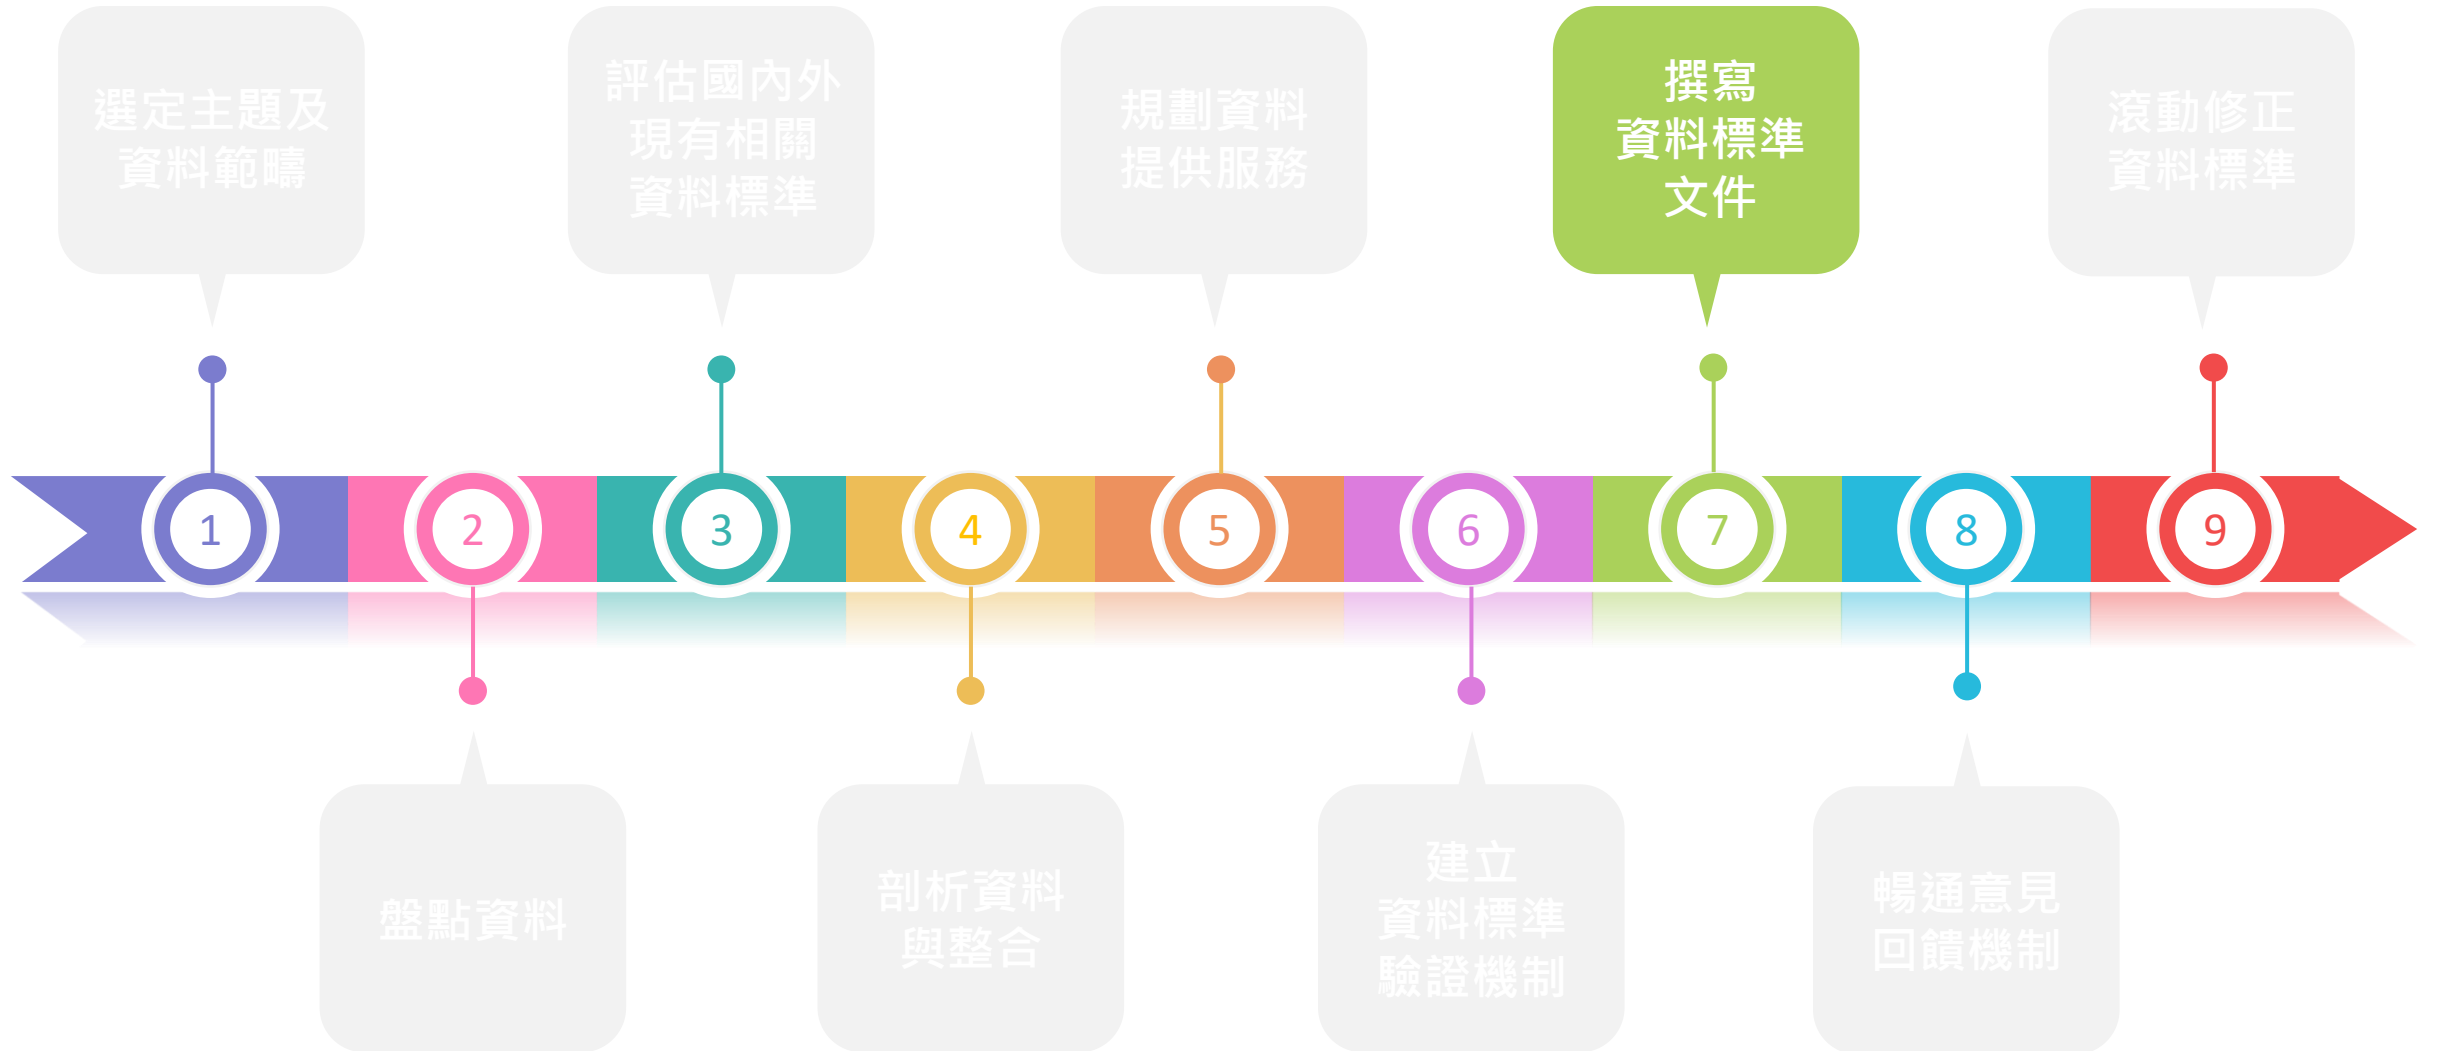 選定主題及
資料範疇
評估國內外
現有相關
資料標準
規劃資料
提供服務
撰寫
資料標準
文件
滾動修正
資料標準
1
2
3
4
5
6
7
8
9
盤點資料
剖析資料
與整合
建立
資料標準
驗證機制
暢通意見
回饋機制